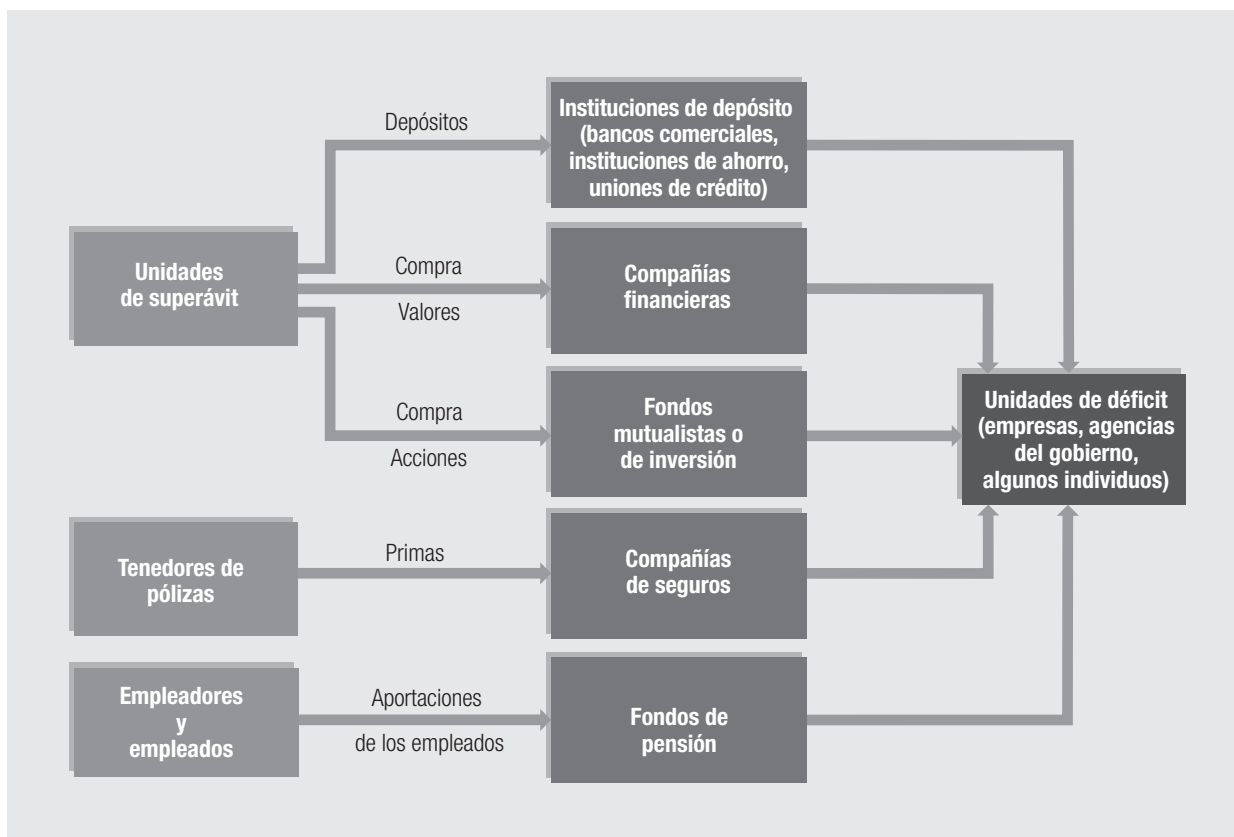 Depósitos
Instituciones de depósito
(bancos comerciales,
instituciones de ahorro,
uniones de crédito)
Unidades
de superávit
Compra
Valores
Compañías
financieras
Compra
Acciones
Fondos
mutualistas o
de inversión
Unidades de déficit
(empresas, agencias
del gobierno,
algunos individuos)
Tenedores de
pólizas
Primas
Compañías
de seguros
Empleadores
y
empleados
Aportaciones
de los empleados
Fondos de
pensión